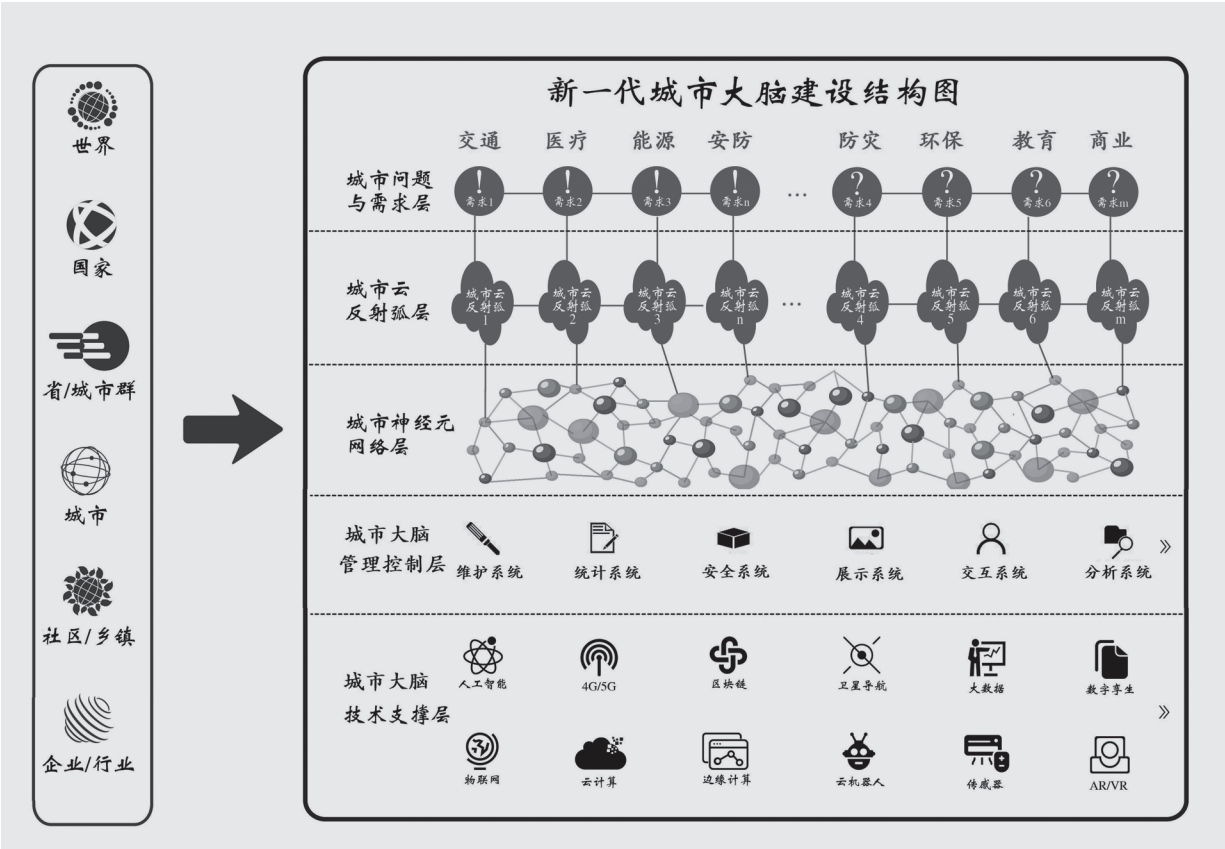 世界
国家
省/城市群
城市
社区/乡镇
企业/行业
新一代城市大脑建设结构图
交通 医疗 能源 安防 防灾 环保 教育 商业
城市问题
与需求层
! ! ! ! ... ? ? ? ?
需求1 需求2 需求3 需求n 需求4 需求5 需求6 需求m
城市云
反射弧层
城市云 城市云 城市云 城市云 ... 城市云 城市云 城市云 城市云
反射弧 反射弧 反射弧 反射弧 反射弧 反射弧 反射弧 反射弧
1 2 3 n 4 5 6 m
城市神经元
网络层
城市大脑
管理控制层
维护系统 统计系统 安全系统 展示系统 交互系统 分析系统 »
城市大脑
技术支撑层
人工智能 4G/5G 区块链 卫星导航 大数据 数字孪生 »
物联网 云计算 边缘计算 云机器人 传感器 AR/VR